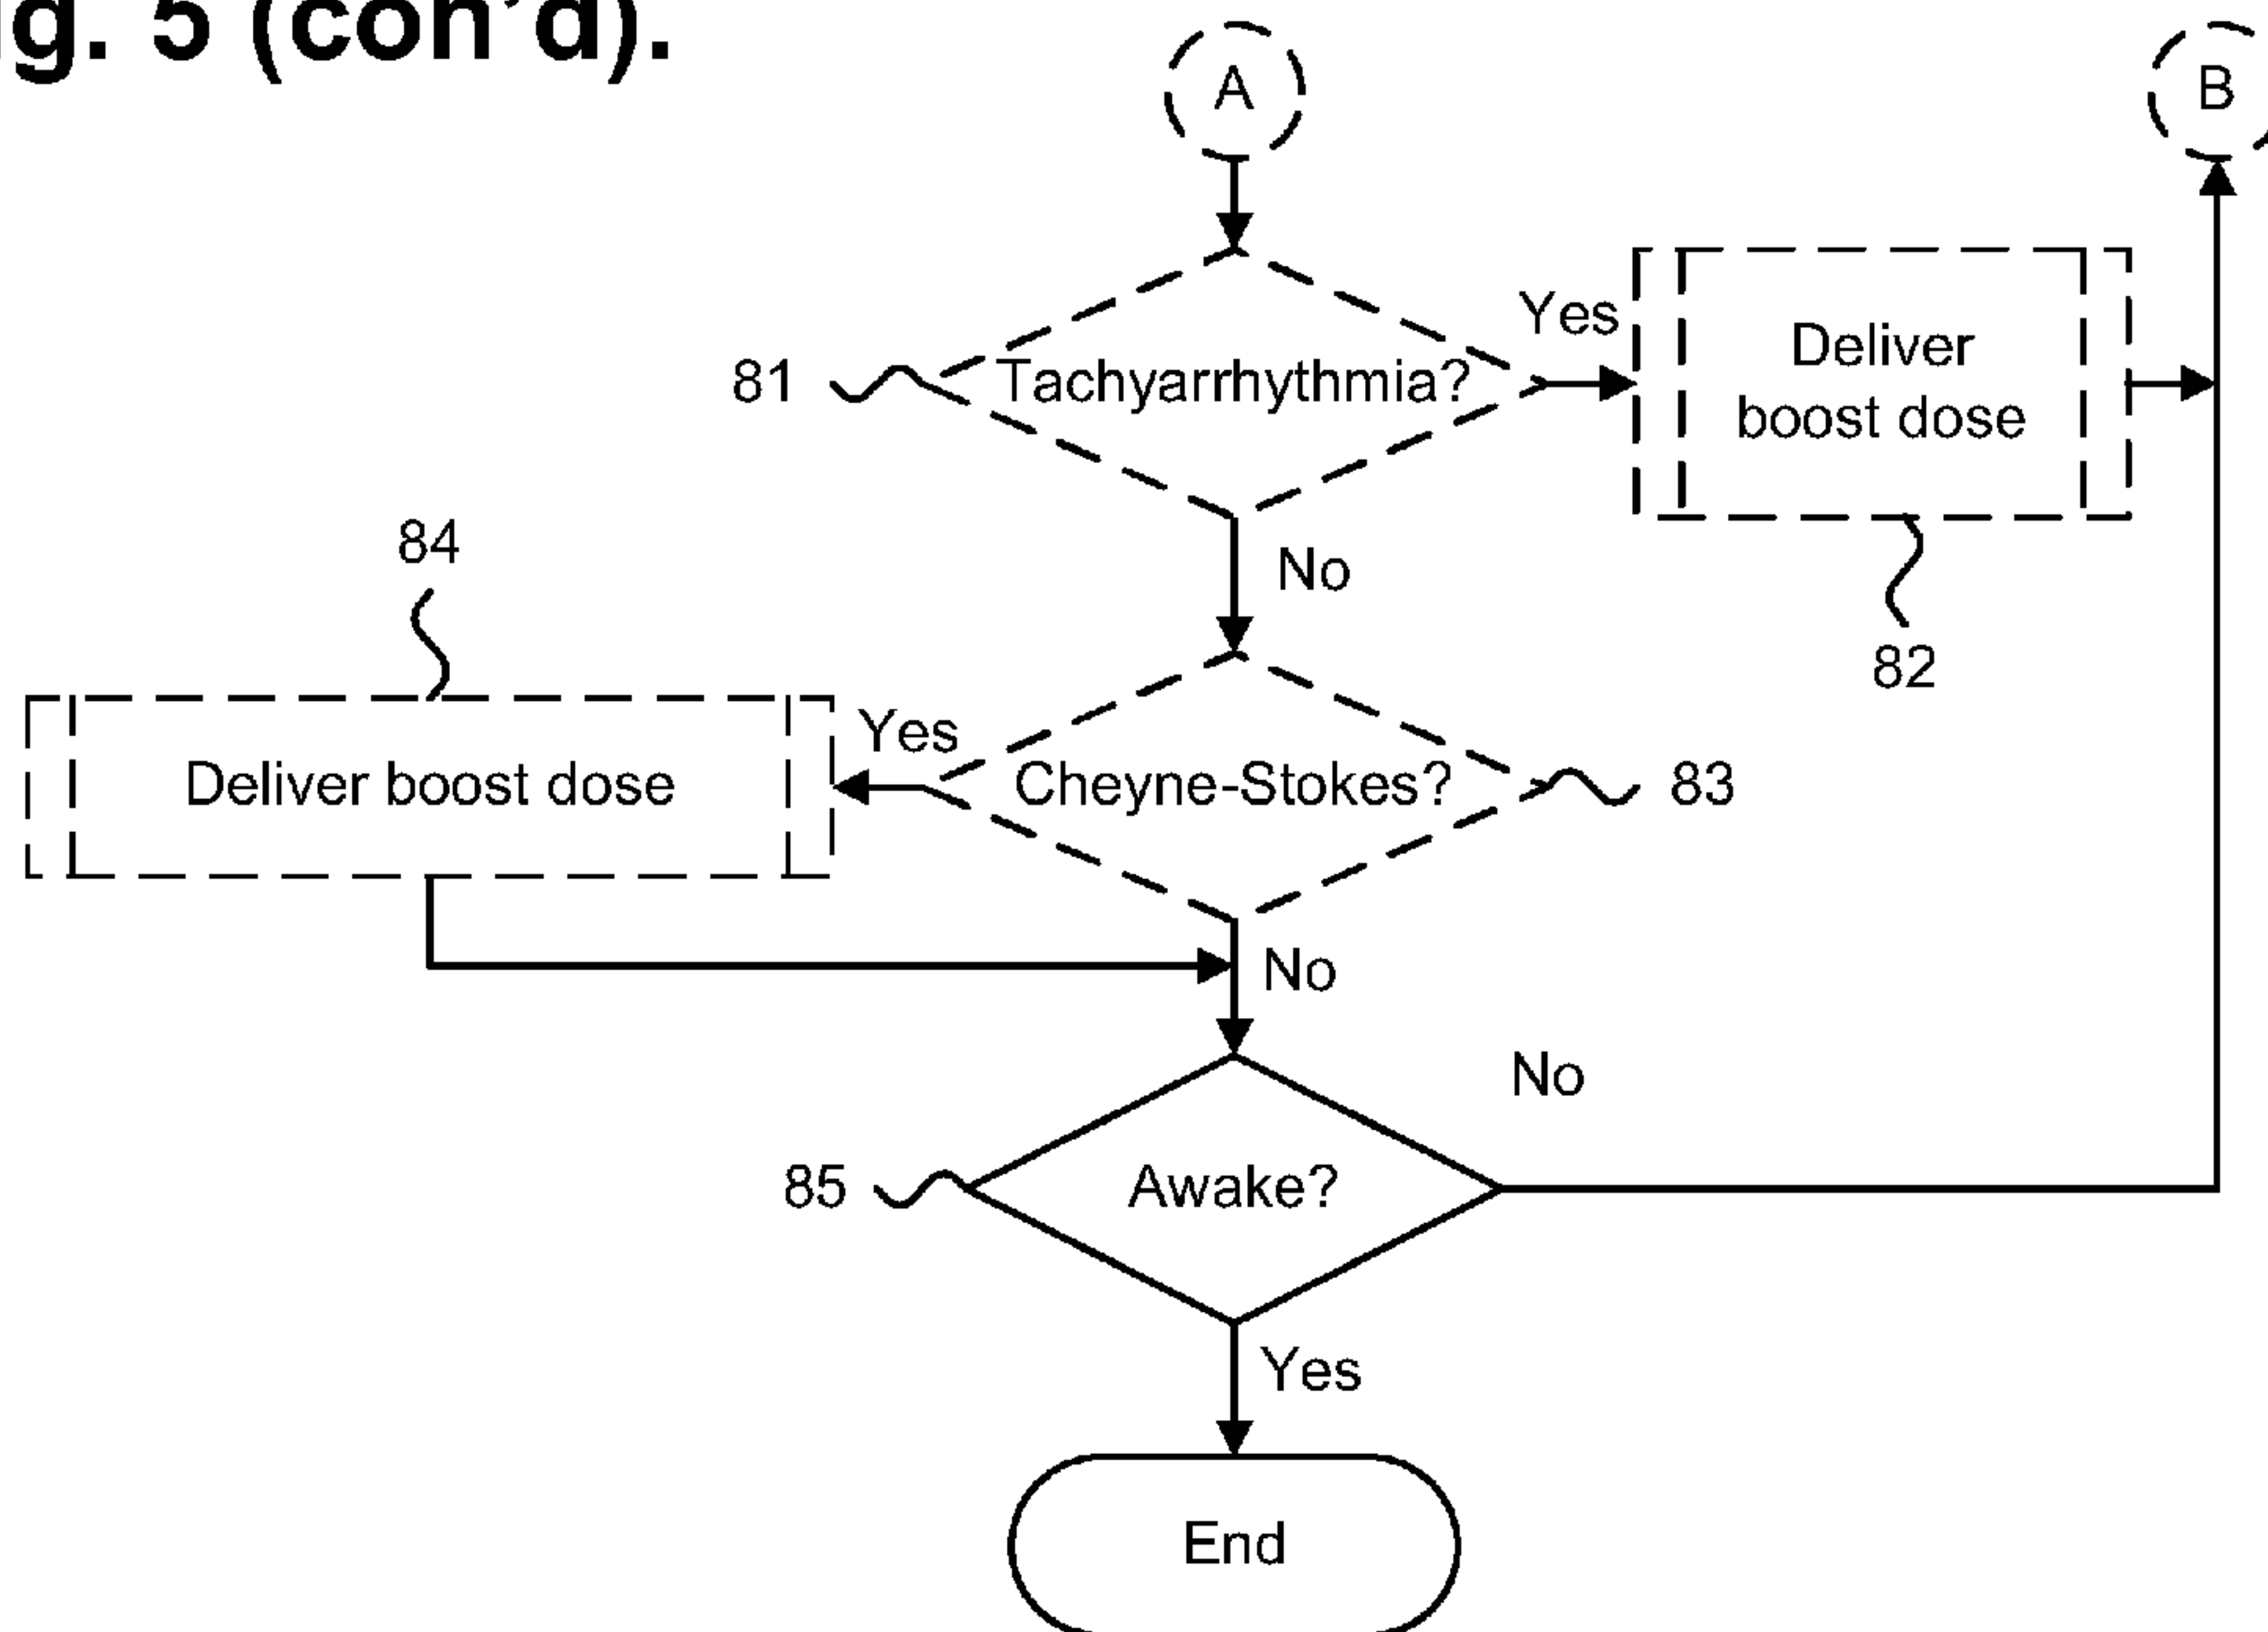 g. 5 (con'd).
A
B
Yes
Deliver
boost dose
81
Tachyarrhythmia?
84
No
82
Yes
Deliver boost dose
Cheyne-Stokes?
83
No
No
85
Awake?
Yes
End